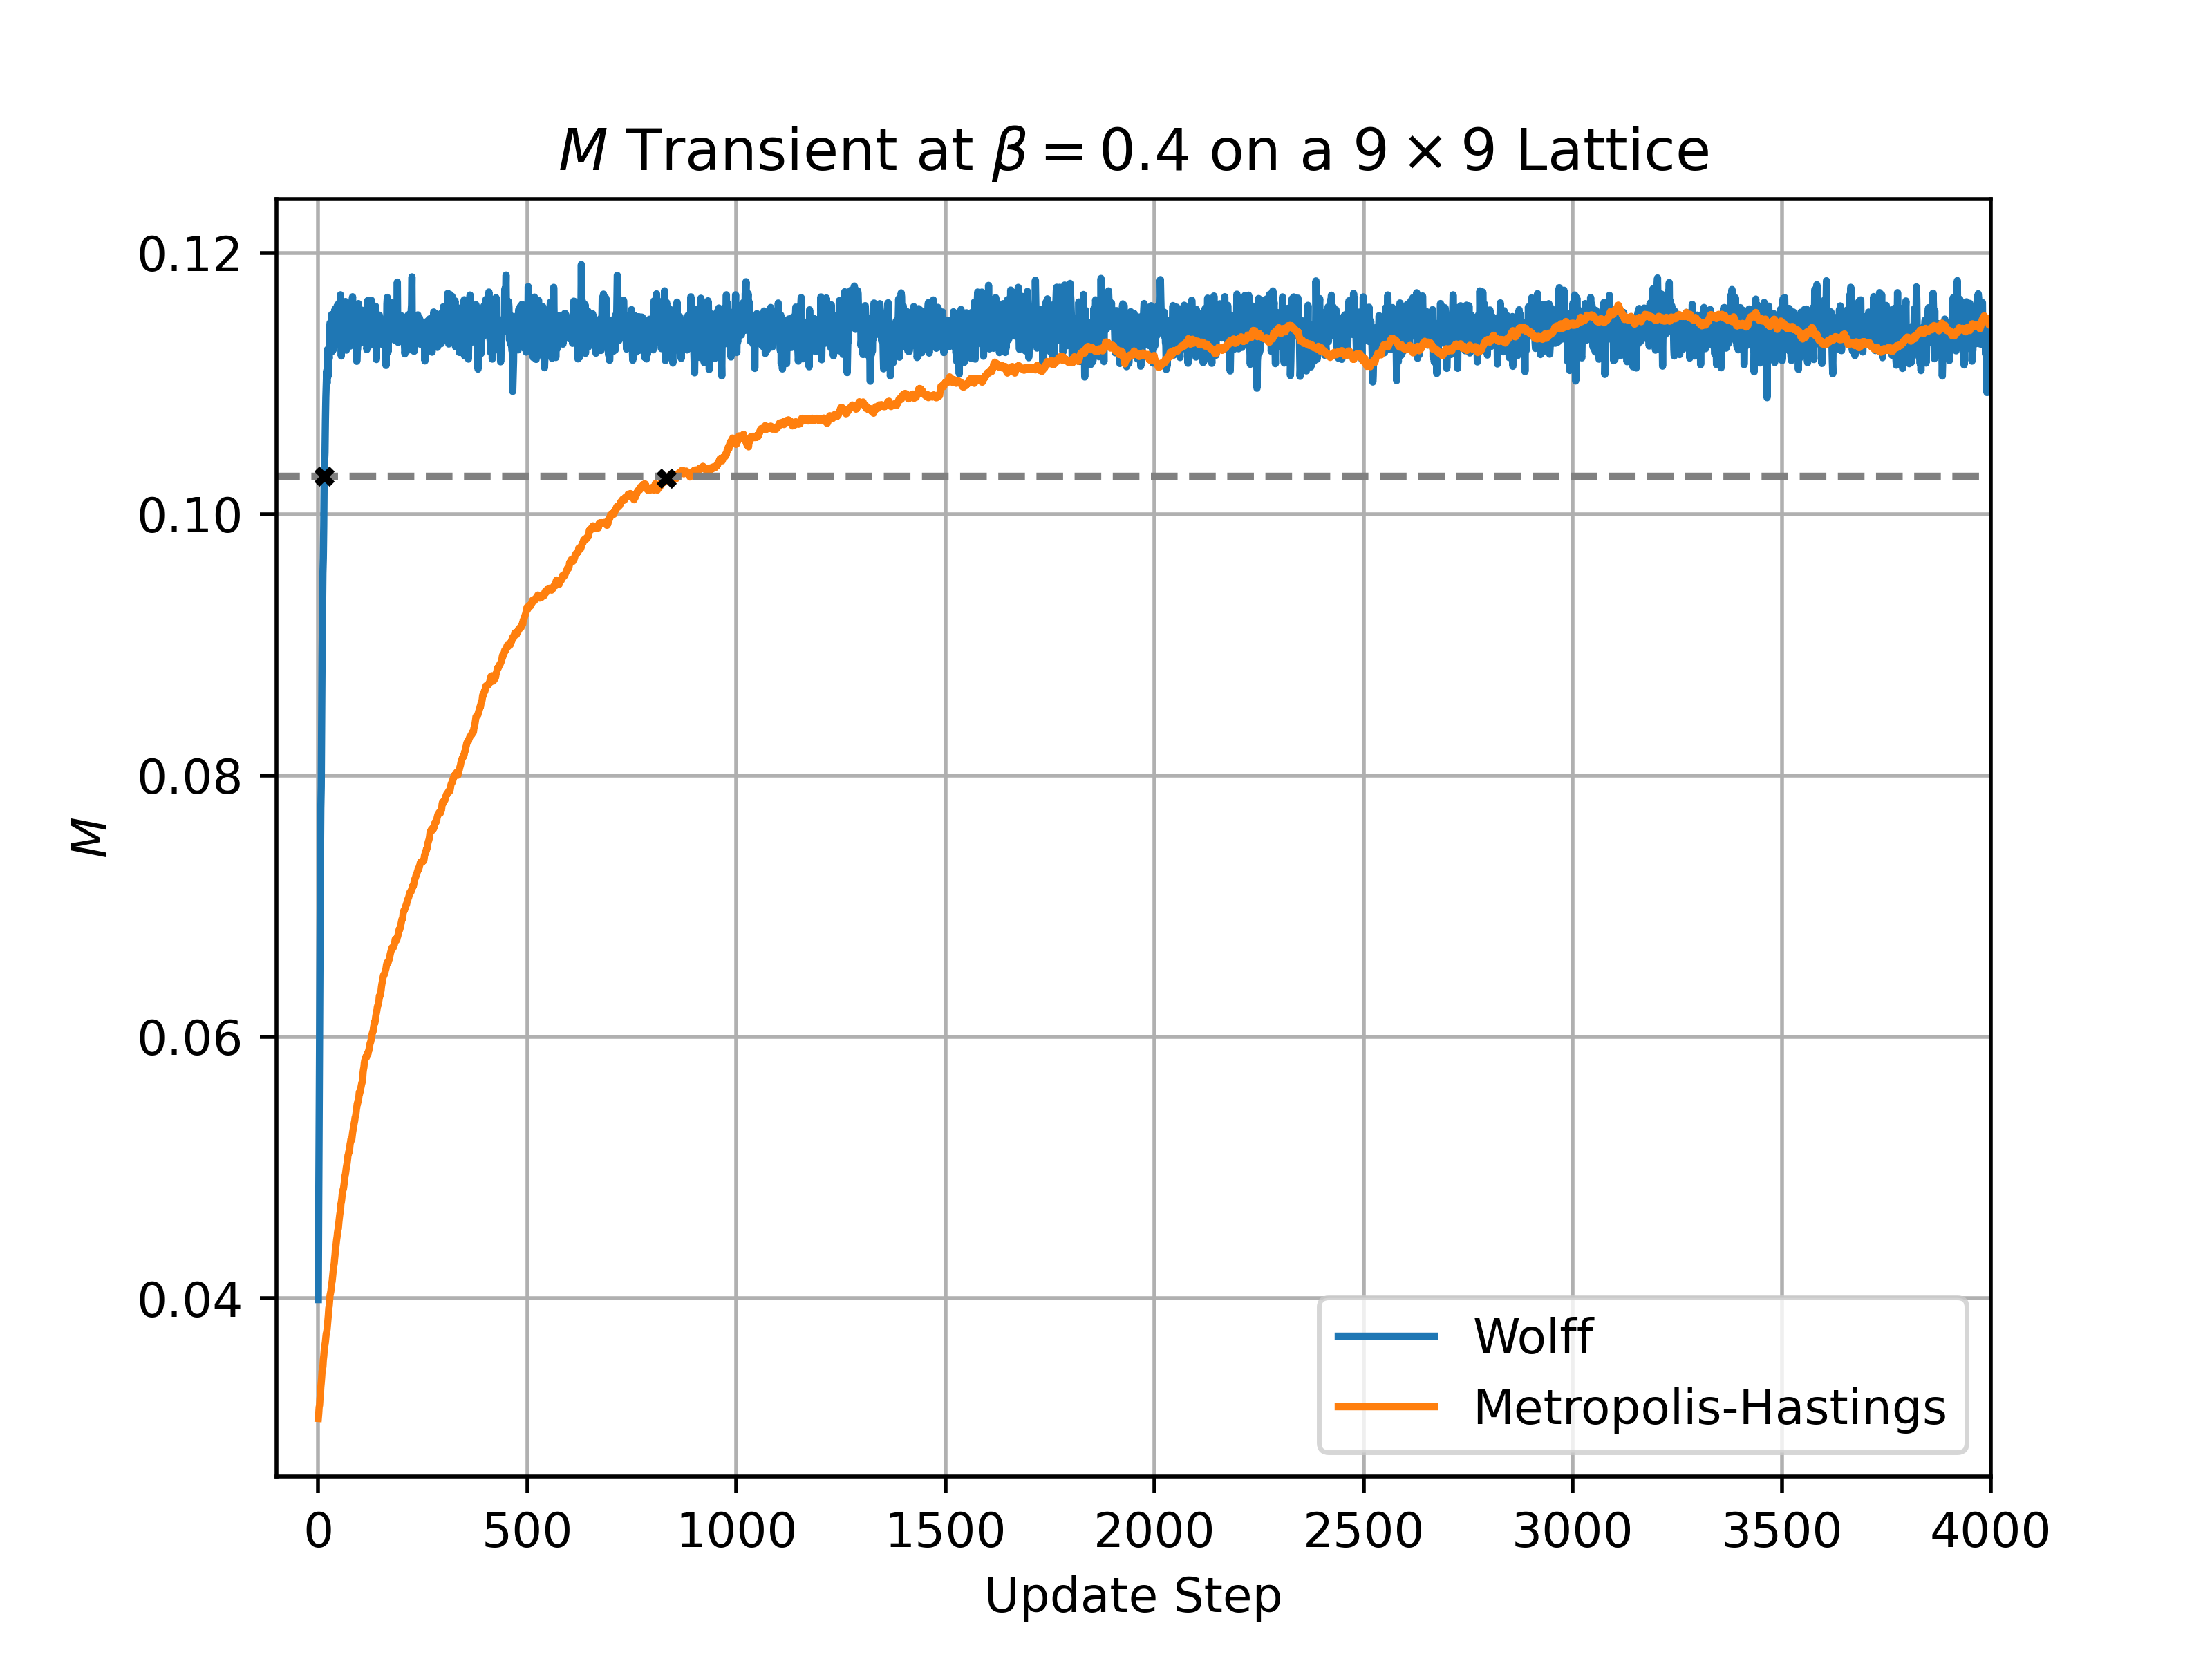 M Transient at β = 0.4 on a 9 × 9 Lattice
0.12
0.10
0.08
0.06
0.04
M
0 500 1000 1500 2000 2500 3000 3500 4000
Update Step
Wolff
Metropolis-Hastings